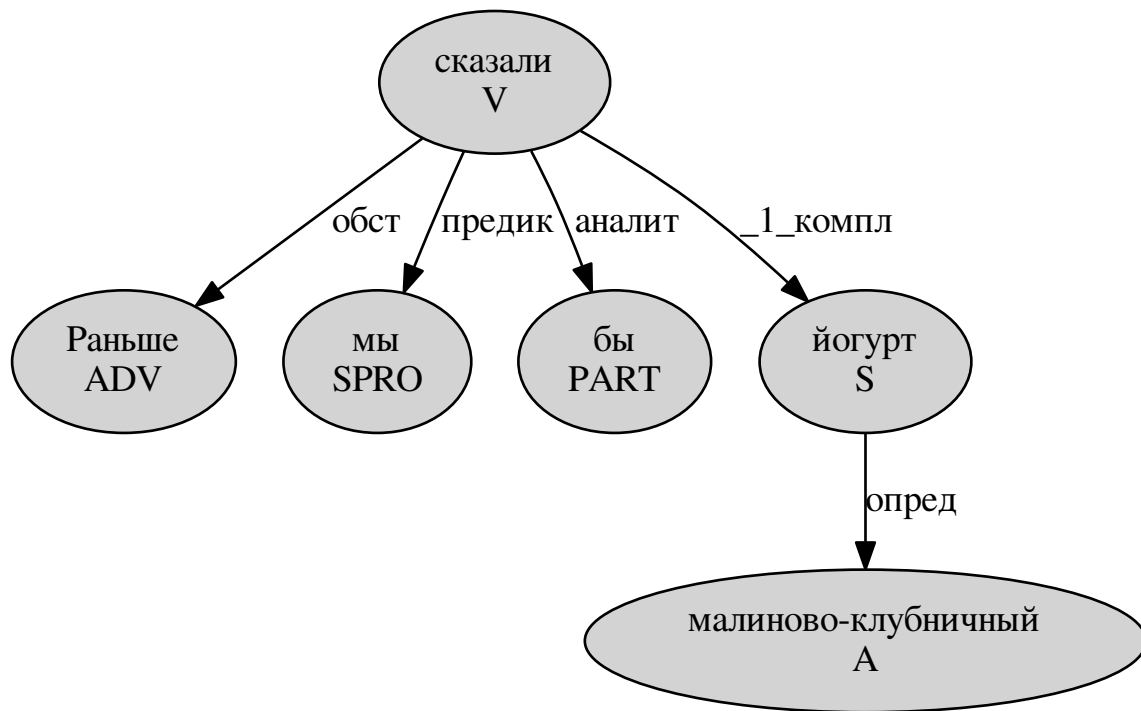 сказали
V
обст
предик
аналит
_1_компл
Раньше
ADV
мы
SPRO
бы
PART
йогурт
S
опред
малиново-клубничный
A